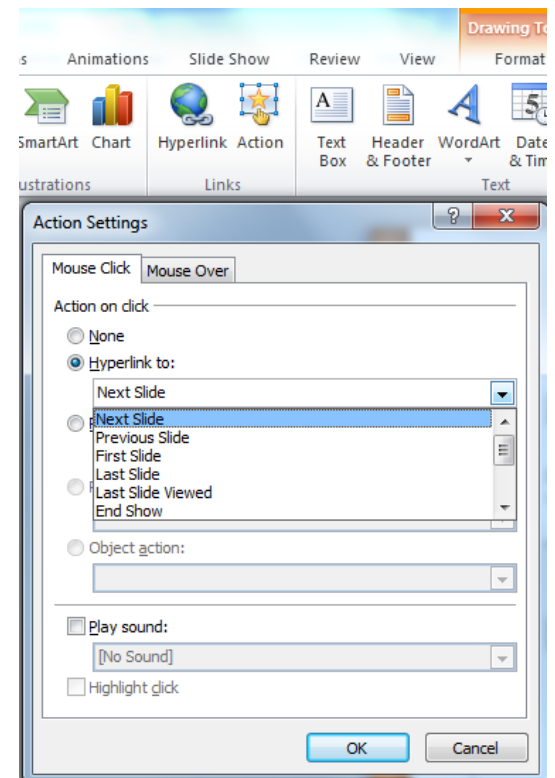 Drawing To
s Animations Slide Show Review View Format
SmartArt Chart Hyperlink Action Text Box Header & Footer WordArt Date & Tim
ustrations Links Text
Action Settings
Mouse Click Mouse Over
Action on click
None
Hyperlink to:
Next Slide
Next Slide
Previous Slide
First Slide
Last Slide
Last Slide Viewed
End Show
Object action:
Play sound:
[No Sound]
Highlight click
OK Cancel